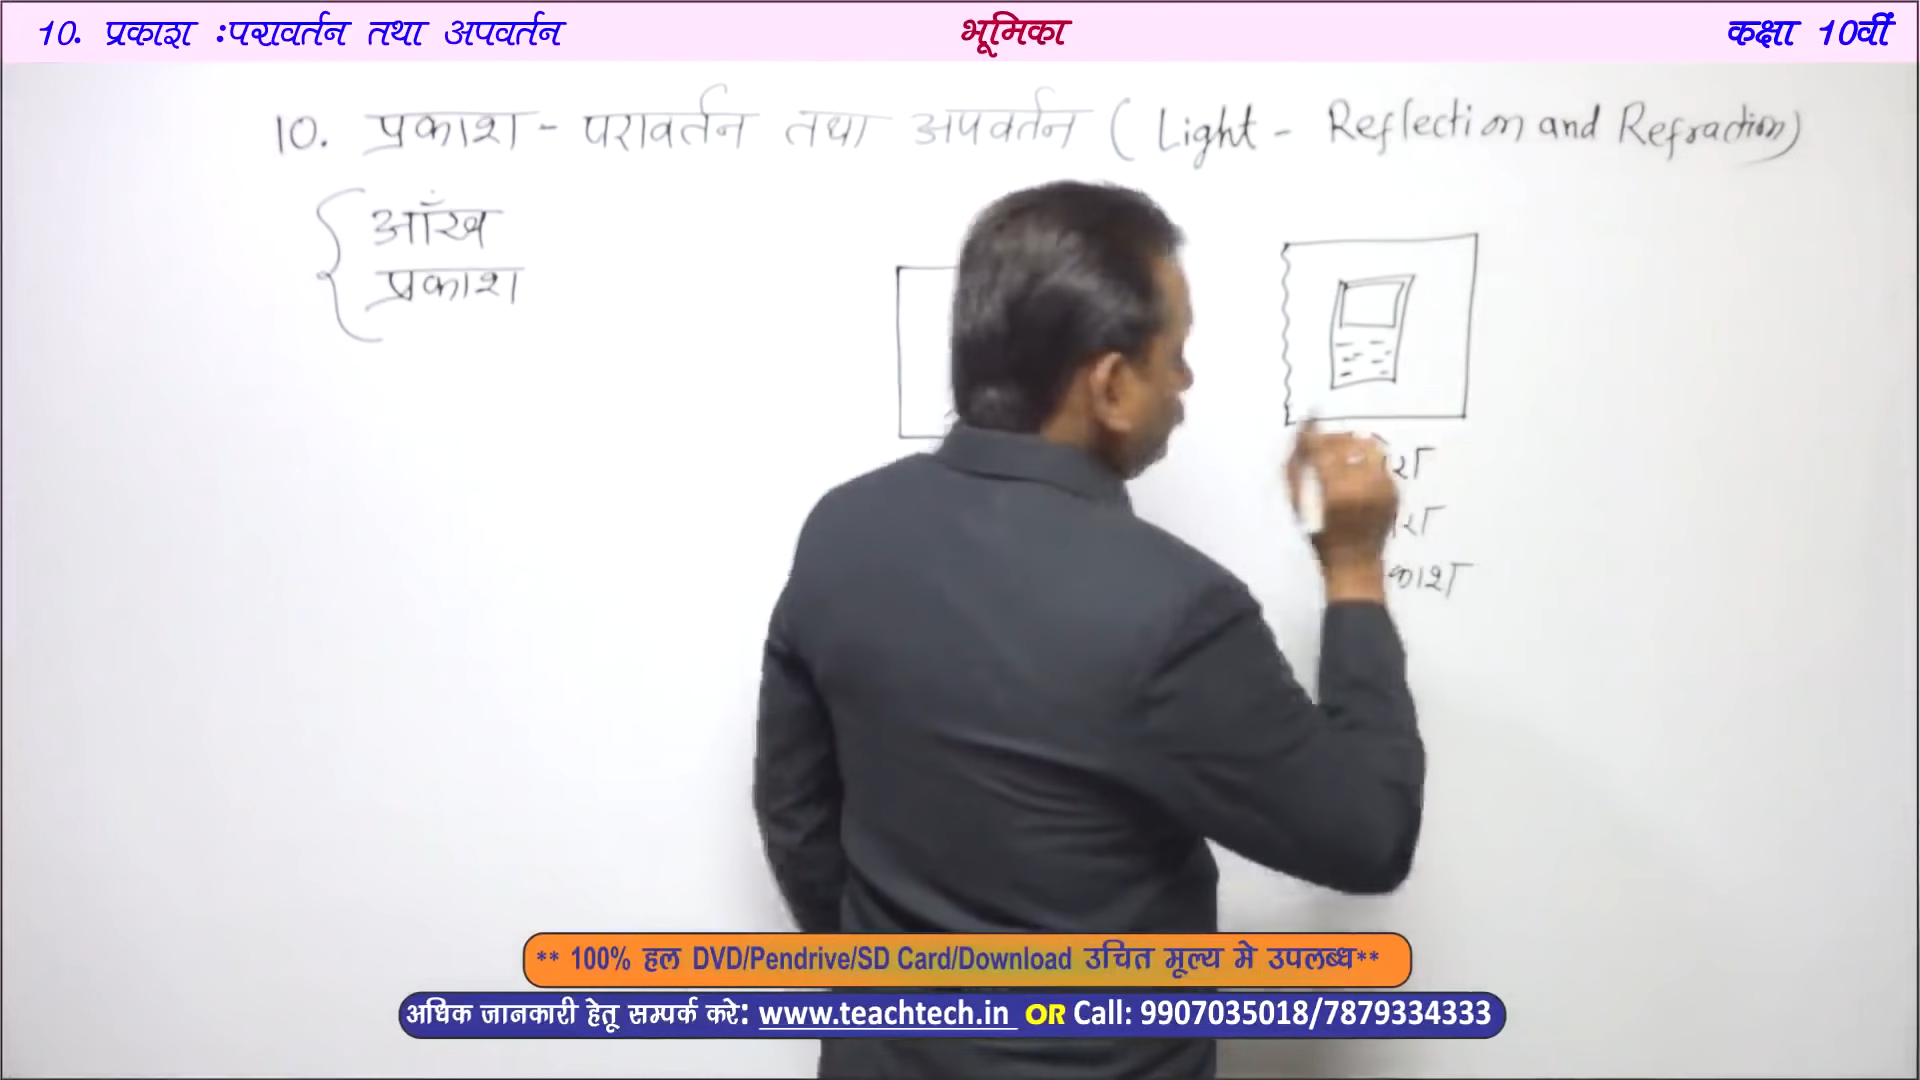 10. प्रकाश :परावर्तन तथा अपवर्तन
भूमिका
कक्षा 10वीं
10. प्रकाश - परावर्तन तथा अपवर्तन ( Light - Reflection and Refraction)
आँख
प्रकाश
** 100% हल DVD/Pendrive/SD Card/Download उचित मूल्य मे उपलब्ध**
अधिक जानकारी हेतू सम्पर्क करे: www.teachtech.in OR Call: 9907035018/7879334333